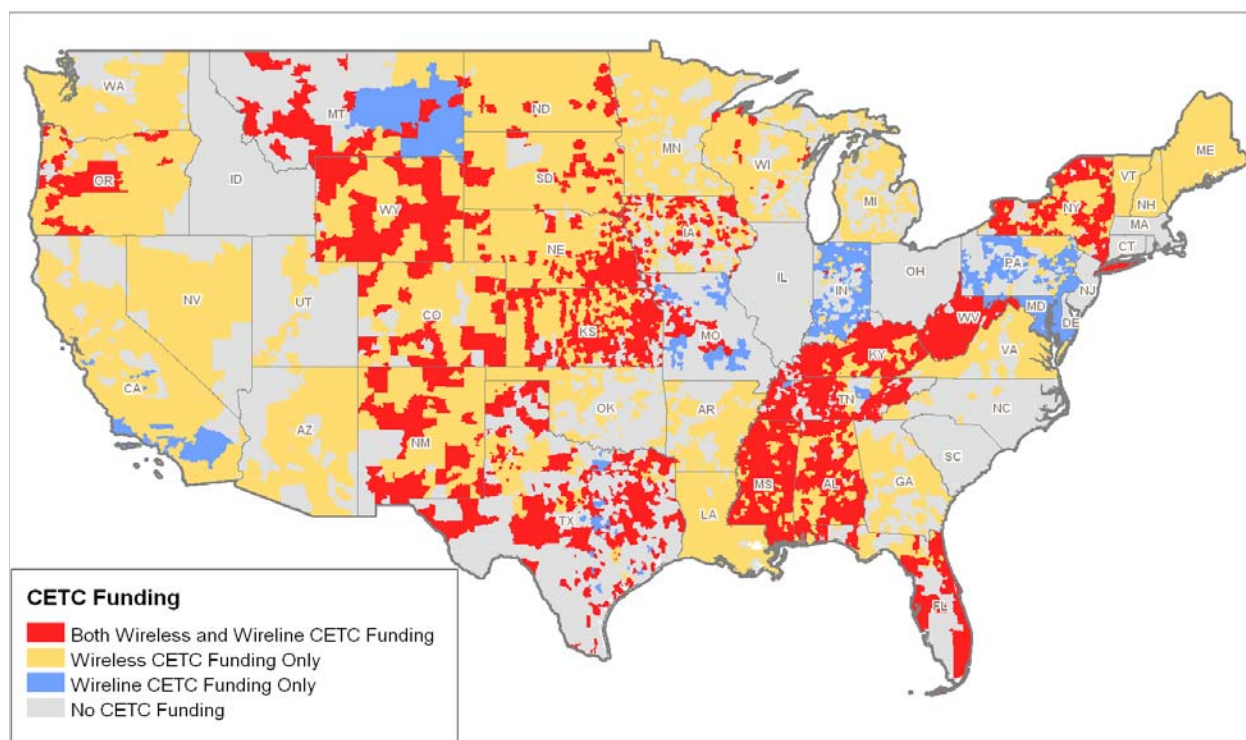 WA
MT
ND
MN
ME
OR
ID
SD
WI
VT
NH
WY
MI
NY
MA
CT
NE
IA
PA
NJ
NV
UT
IL
IN
OH
MD
DE
CO
KS
MO
WV
VA
CA
KY
AZ
NM
OK
AR
TN
NC
SC
MS
AL
GA
TX
LA
FL
CETC Funding
Both Wireless and Wireline CETC Funding
Wireless CETC Funding Only
Wireline CETC Funding Only
No CETC Funding